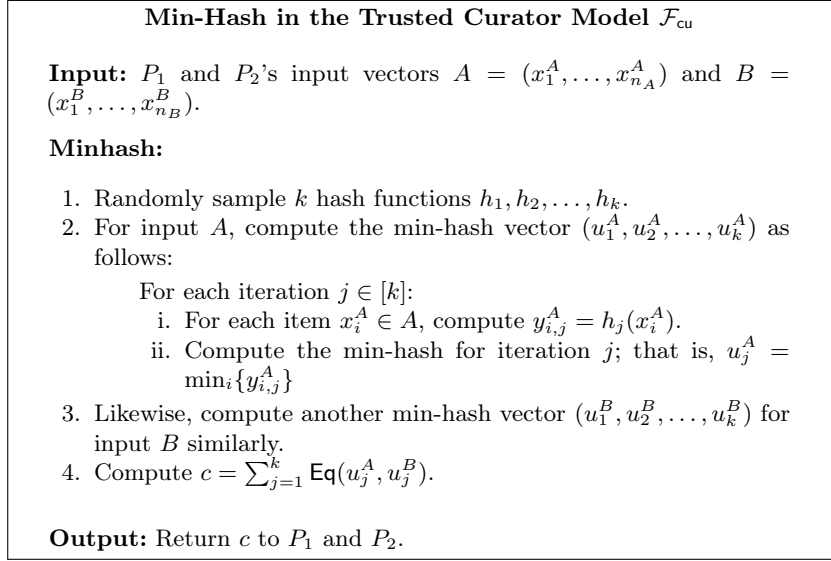 Min-Hash in the Trusted Curator Model $\mathcal{F}_{\mathsf{cu}}$
Input: $P_1$ and $P_2$'s input vectors $A = (x_1^A, \ldots, x_{n_A}^A)$ and $B =$
$(x_1^B, \ldots, x_{n_B}^B)$.
Minhash:
1. Randomly sample $k$ hash functions $h_1, h_2, \ldots, h_k$.
2. For input $A$, compute the min-hash vector $(u_1^A, u_2^A, \ldots, u_k^A)$ as
follows:
For each iteration $j \in [k]$:
i. For each item $x_i^A \in A$, compute $y_{i,j}^A = h_j(x_i^A)$.
ii. Compute the min-hash for iteration $j$; that is, $u_j^A =$
$\min_i\{y_{i,j}^A\}$
3. Likewise, compute another min-hash vector $(u_1^B, u_2^B, \ldots, u_k^B)$ for
input $B$ similarly.
4. Compute $c = \sum_{j=1}^{k} \mathsf{Eq}(u_j^A, u_j^B)$.
Output: Return $c$ to $P_1$ and $P_2$.